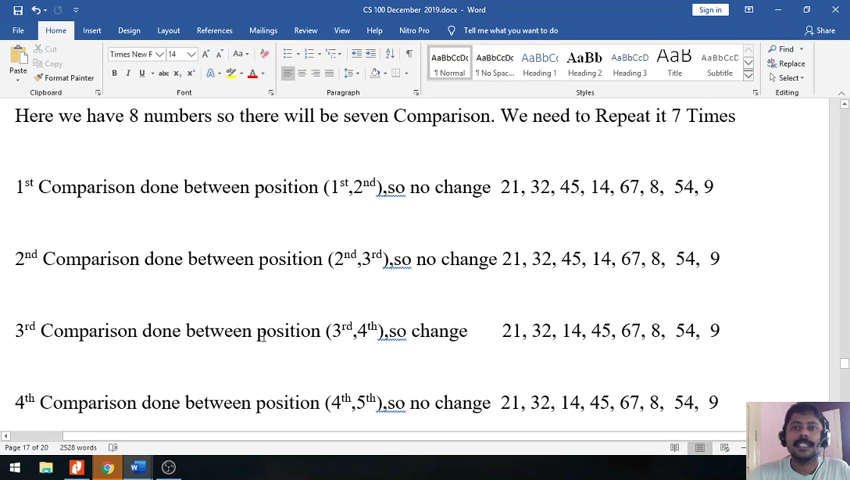 CS 100 December 2019.docx - Word
Sign in
File Home Insert Design Layout References Mailings Review View Help Nitro Pro Tell me what you want to do Share
Paste
Cut
Copy
Format Painter
Clipboard
Times New R 14
Font
Paragraph
AaBbCcDc AaBbCcDc AaBbC AaBb AaBbCcD AaB AaBbCcD
¶ Normal ¶ No Spac... Heading 1 Heading 2 Heading 3 Title Subtitle
Styles
Find
Replace
Select
Editing
Here we have 8 numbers so there will be seven Comparison. We need to Repeat it 7 Times
1st Comparison done between position (1st,2nd),so no change 21, 32, 45, 14, 67, 8, 54, 9
2nd Comparison done between position (2nd,3rd),so no change 21, 32, 45, 14, 67, 8, 54, 9
3rd Comparison done between position (3rd,4th),so change 21, 32, 14, 45, 67, 8, 54, 9
4th Comparison done between position (4th,5th),so no change 21, 32, 14, 45, 67, 8, 54, 9
Page 17 of 20 2528 words